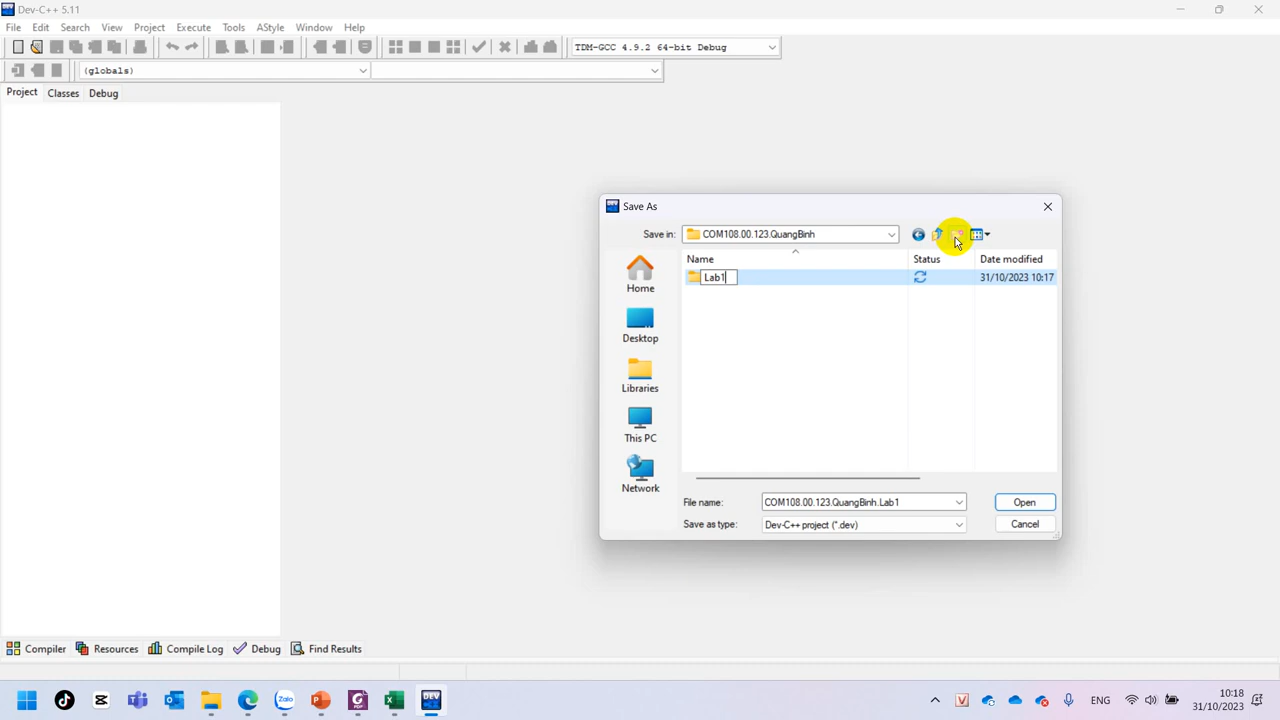 Dev-C++ 5.11
File Edit Search View Project Execute Tools AStyle Window Help
TDM-GCC 4.9.2 64-bit Debug
(globals)
Project Classes Debug
Save As
Save in: COM108.00.123.QuangBinh
Name Status Date modified
Lab1 31/10/2023 10:17
Home
Desktop
Libraries
This PC
Network
File name: COM108.00.123.QuangBinh.Lab1 Open
Save as type: Dev-C++ project (*.dev) Cancel
Compiler Resources Compile Log Debug Find Results
Zalo PDF DEV
ENG
10:18
31/10/2023